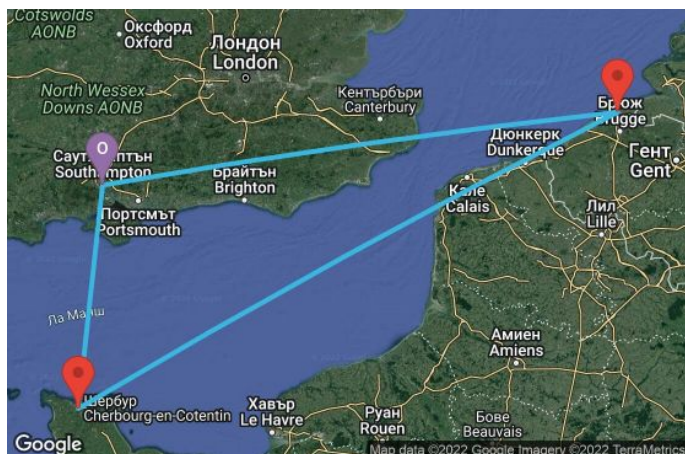 Cotswolds
AONB
Оксфорд
Oxford
Лондон
London
North Wessex
Downs AONB
Кентърбъри
Canterbury
Брюж
Brugge
Дюнкерк
Dunkerque
Гент
Gent
O
Southampton
Брайтън
Brighton
Кале
Calais
Портсмът
Portsmouth
Лил
Lille
Ла Манш
Амиен
Amiens
Шербур
Cherbourg-en-Cotentin
Хавър
Le Havre
Руан
Rouen
Бове
Beauvais
Google
Map data ©2022 Google Imagery ©2022 TerraMetrics